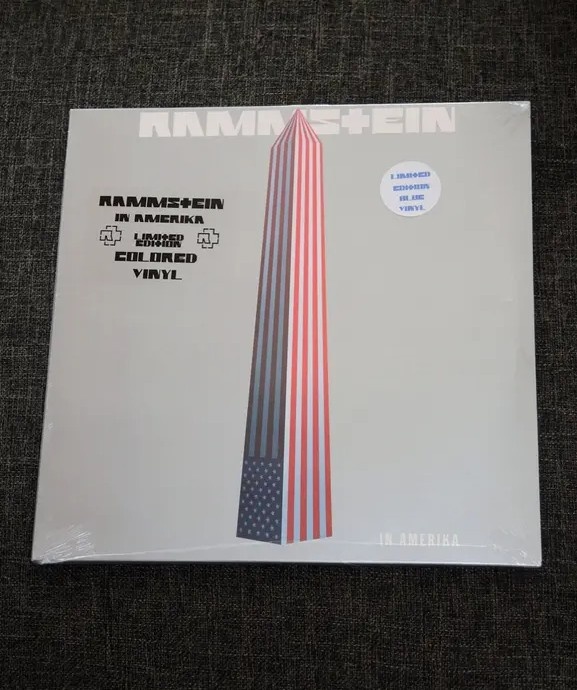 RAMMSTEIN
RAMMSTEIN
IN AMERIKA
LIMITED
EDITION
COLORED
VINYL
LIMITED
EDITION
BLUE
VINYL
IN AMERIKA